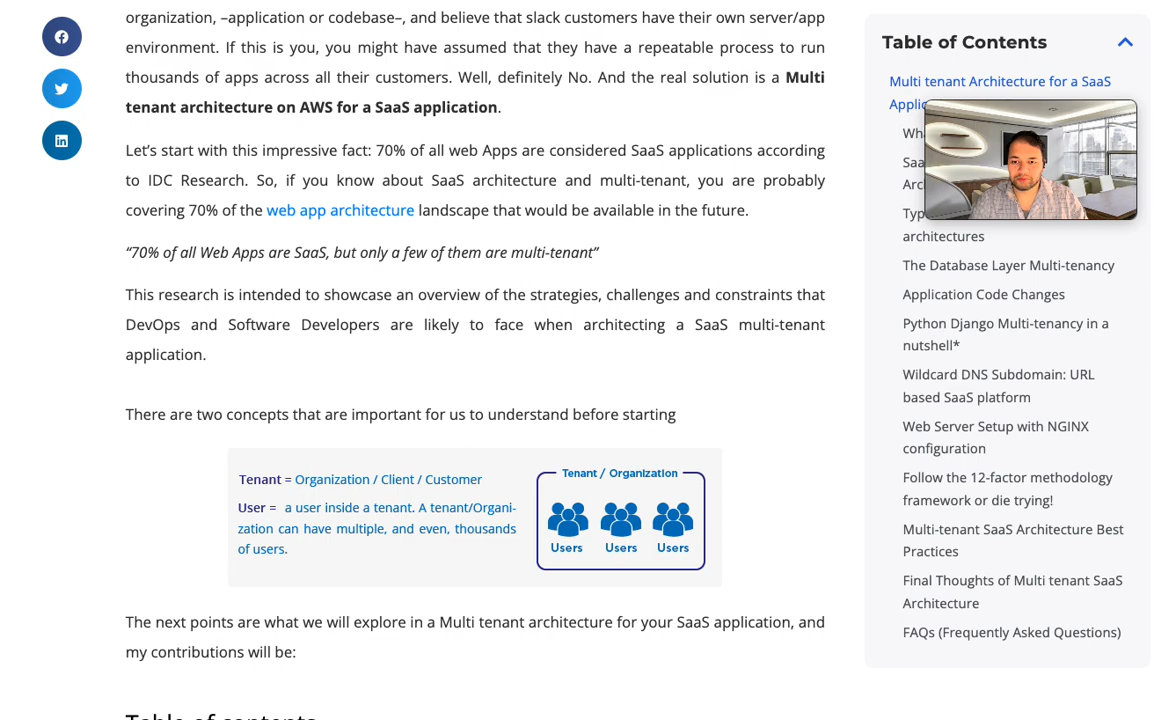 organization, –application or codebase–, and believe that slack customers have their own server/app
environment. If this is you, you might have assumed that they have a repeatable process to run
thousands of apps across all their customers. Well, definitely No. And the real solution is a Multi
tenant architecture on AWS for a SaaS application.
Let’s start with this impressive fact: 70% of all web Apps are considered SaaS applications according
to IDC Research. So, if you know about SaaS architecture and multi-tenant, you are probably
covering 70% of the web app architecture landscape that would be available in the future.
“70% of all Web Apps are SaaS, but only a few of them are multi-tenant”
This research is intended to showcase an overview of the strategies, challenges and constraints that
DevOps and Software Developers are likely to face when architecting a SaaS multi-tenant
application.
There are two concepts that are important for us to understand before starting
Tenant = Organization / Client / Customer
User = a user inside a tenant. A tenant/Organi-
zation can have multiple, and even, thousands
of users.
Tenant / Organization
Users Users Users
The next points are what we will explore in a Multi tenant architecture for your SaaS application, and
my contributions will be:
Table of contents
Table of Contents
Multi tenant Architecture for a SaaS
architectures
The Database Layer Multi-tenancy
Application Code Changes
Python Django Multi-tenancy in a
nutshell*
Wildcard DNS Subdomain: URL
based SaaS platform
Web Server Setup with NGINX
configuration
Follow the 12-factor methodology
framework or die trying!
Multi-tenant SaaS Architecture Best
Practices
Final Thoughts of Multi tenant SaaS
Architecture
FAQs (Frequently Asked Questions)